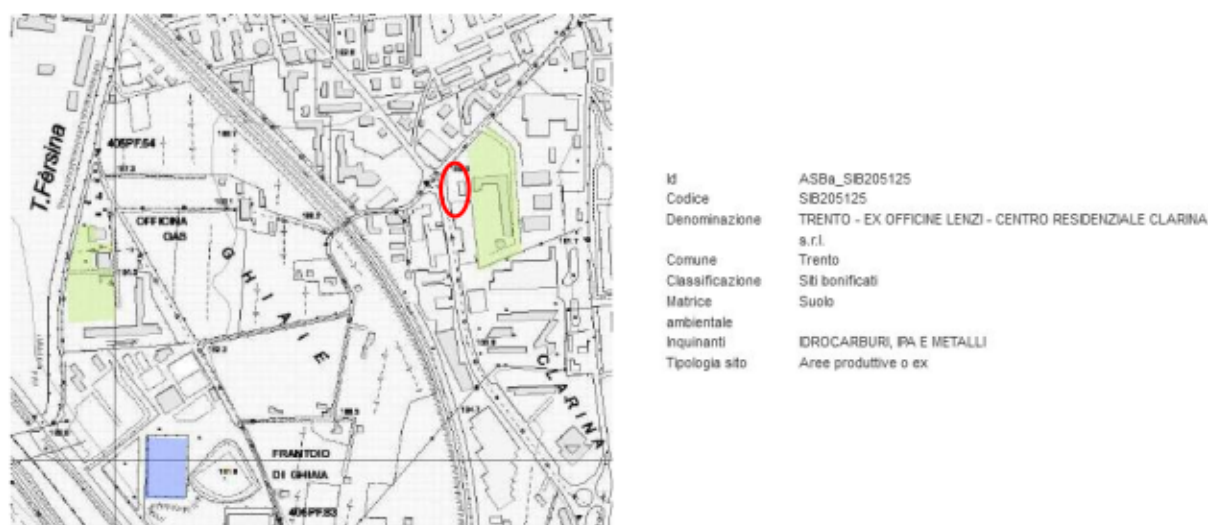 T.Fèrsina
405PF.54
OFFICINA
GAS
GHIAIE
CLARINA
FRANTOIO
DI GHIAIA
405PF.53
Id ASBa_SIB205125
Codice SIB205125
Denominazione TRENTO - EX OFFICINE LENZI - CENTRO RESIDENZIALE CLARINA
s.r.l.
Comune Trento
Classificazione Siti bonificati
Matrice Suolo
ambientale
Inquinanti IDROCARBURI, IPA E METALLI
Tipologia sito Aree produttive o ex